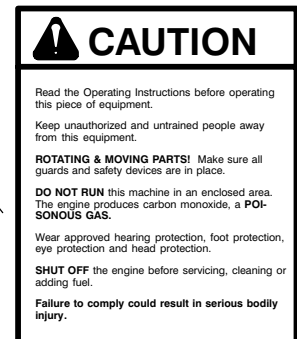 CAUTION
Read the Operating Instructions before operating
this piece of equipment.
Keep unauthorized and untrained people away
from this equipment.
ROTATING & MOVING PARTS! Make sure all
guards and safety devices are in place.
DO NOT RUN this machine in an enclosed area.
The engine produces carbon monoxide, a POI-
SONOUS GAS.
Wear approved hearing protection, foot protection,
eye protection and head protection.
SHUT OFF the engine before servicing, cleaning or
adding fuel.
Failure to comply could result in serious bodily
injury.